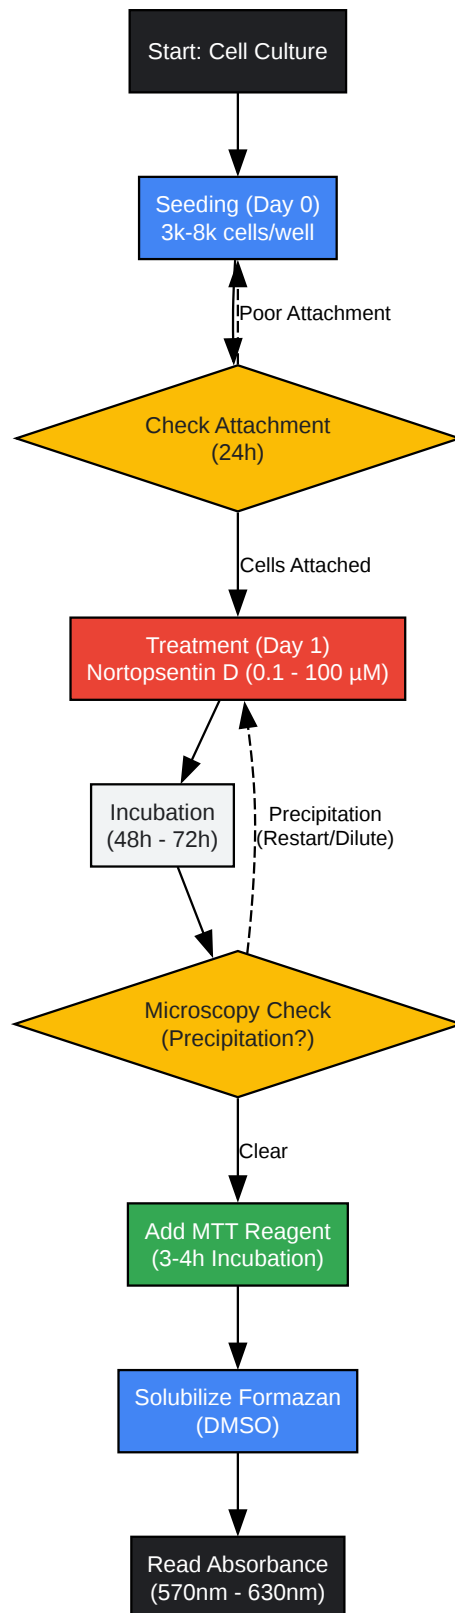 Start: Cell Culture
Seeding (Day 0)
3k-8k cells/well
Poor Attachment
Check Attachment
(24h)
Cells Attached
Treatment (Day 1)
Nortopsentin D (0.1 - 100 µM)
Incubation
(48h - 72h)
Precipitation
(Restart/Dilute)
Microscopy Check
(Precipitation?)
Clear
Add MTT Reagent
(3-4h Incubation)
Solubilize Formazan
(DMSO)
Read Absorbance
(570nm - 630nm)